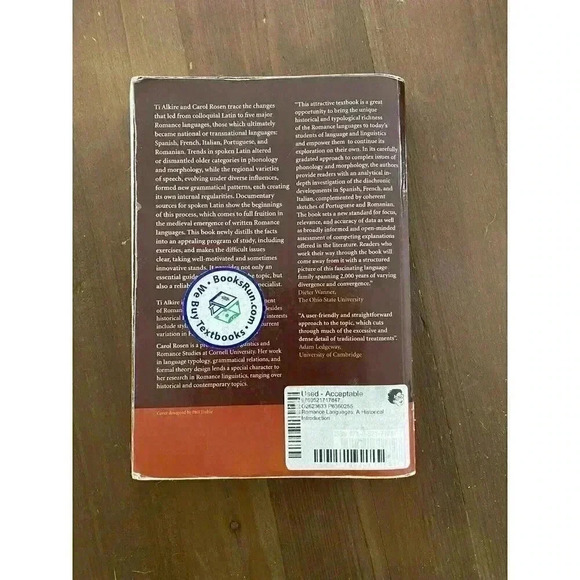 Ti Alkire and Carol Rosen trace the changes
that led from colloquial Latin to five major
Romance languages, those which ultimately
became national or transnational languages:
Spanish, French, Italian, Portuguese, and
Romanian. Trends in spoken Latin altered
or dismantled older categories in phonology
and morphology, while the regional varieties
of speech, evolving under diverse influences,
formed new grammatical patterns, each creating
its own internal regularities. Documentary
sources for spoken Latin show the beginnings
of this process, which comes to full fruition in
the medieval emergence of written Romance
languages. This book newly distills the facts
into an appealing program of study, including
exercises, and makes the difficult issues
clear, taking well-motivated and sometimes
innovative stands. It provides not only an
essential guide the topic, but
also a specialist.
Ti Alkire
of Roman
interests
include current
variation in
Carol Rosen is a and
Romance Studies at Cornell University. Her work
in language typology, grammatical relations, and
formal theory design lends a special character to
her research in Romance linguistics, ranging over
historical and contemporary topics.
"This attractive textbook is a great
opportunity to bring the unique
historical and typological richness
of the Romance languages to today's
students of language and linguistics
and empower them to continue its
exploration on their own. In its carefully
gradated approach to complex issues of
phonology and morphology, the authors
provide readers with an analytical in-
depth investigation of the diachronic
developments in Spanish, French, and
Italian, complemented by coherent
sketches of Portuguese and Romanian.
The book sets a new standard for focus,
relevance, and accuracy of data as well
as broadly informed and open-minded
assessment of competing explanations
offered in the literature. Readers who
work their way through the book will
come away from it with a structured
picture of this fascinating language
family spanning 2,000 years of varying
divergence and convergence."
Dieter Wanner,
The Ohio State University
"A user-friendly and straightforward
approach to the topic, which cuts
through much of the excessive and
dense detail of traditional treatments".
Adam Ledgeway,
University of Cambridge
BooksRun.com
We Buy Textbooks
Used - Acceptable
Romance Languages: A Historical
Introduction